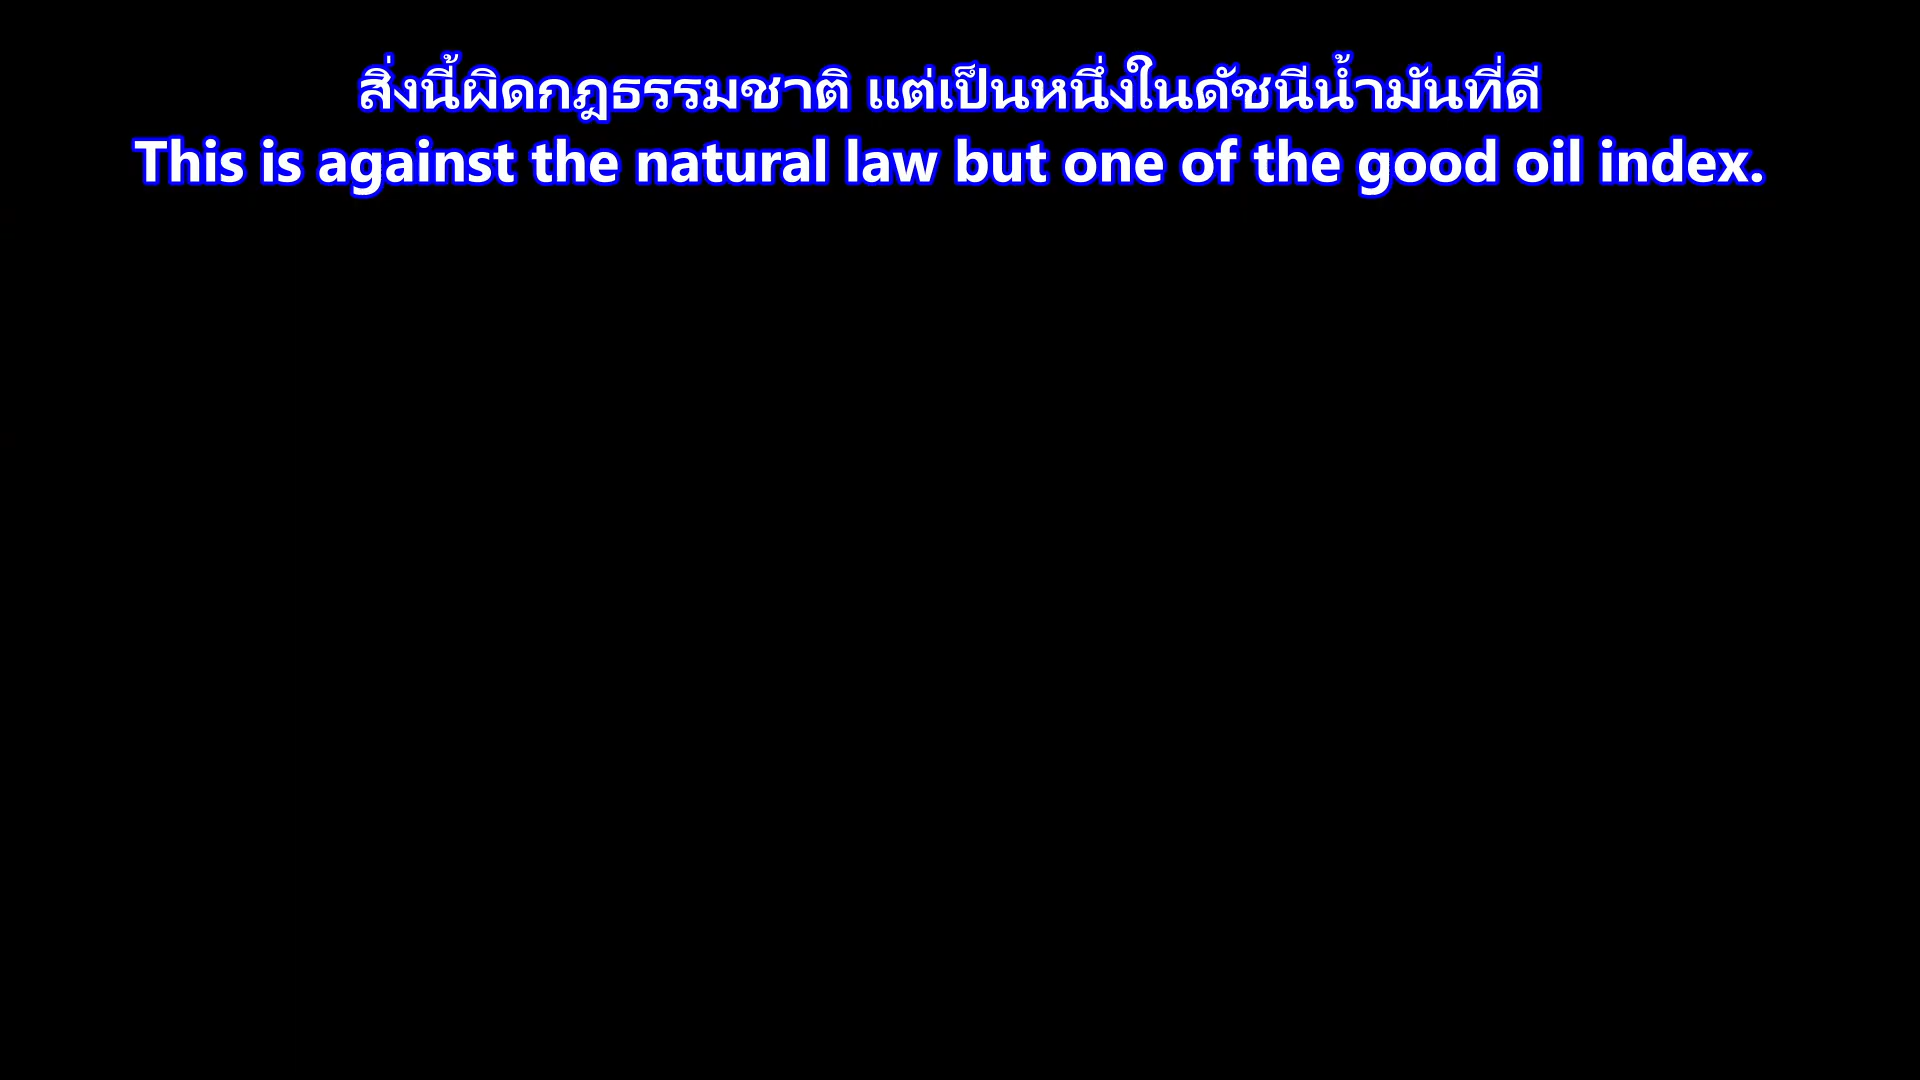 สิ่งนี้ผิดกฎธรรมชาติ แต่เป็นหนึ่งในดัชนีน้ำมันที่ดี
This is against the natural law but one of the good oil index.